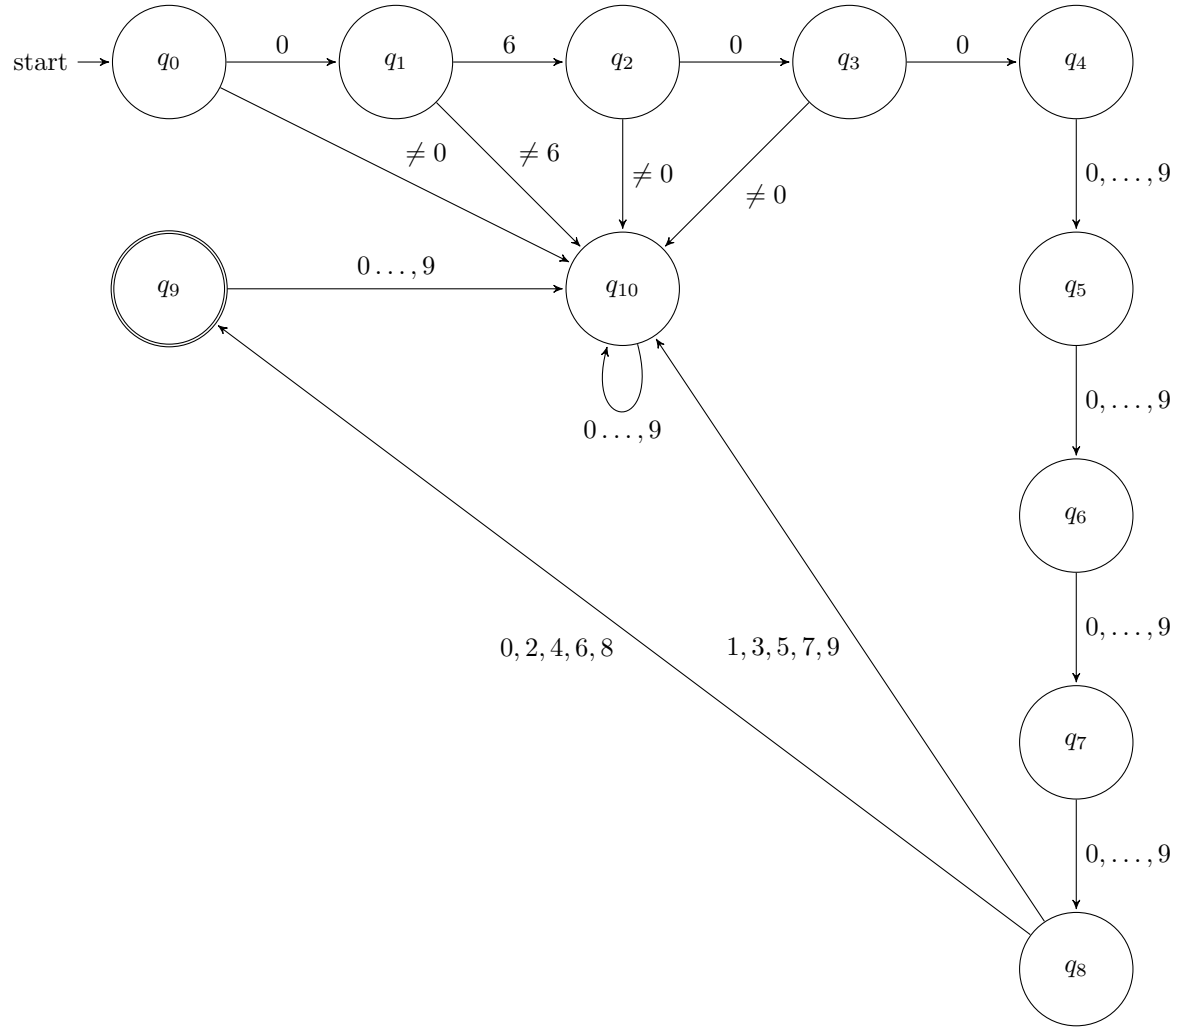 start q0 0 q1 6 q2 0 q3 0 q4
≠ 0 ≠ 6 ≠ 0 ≠ 0 0, . . . , 9
q9 0 . . . , 9 q10 q5
0 . . . , 9 0, . . . , 9
q6
0, 2, 4, 6, 8 1, 3, 5, 7, 9 0, . . . , 9
q7
0, . . . , 9
q8